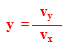 y = v_y / v_x